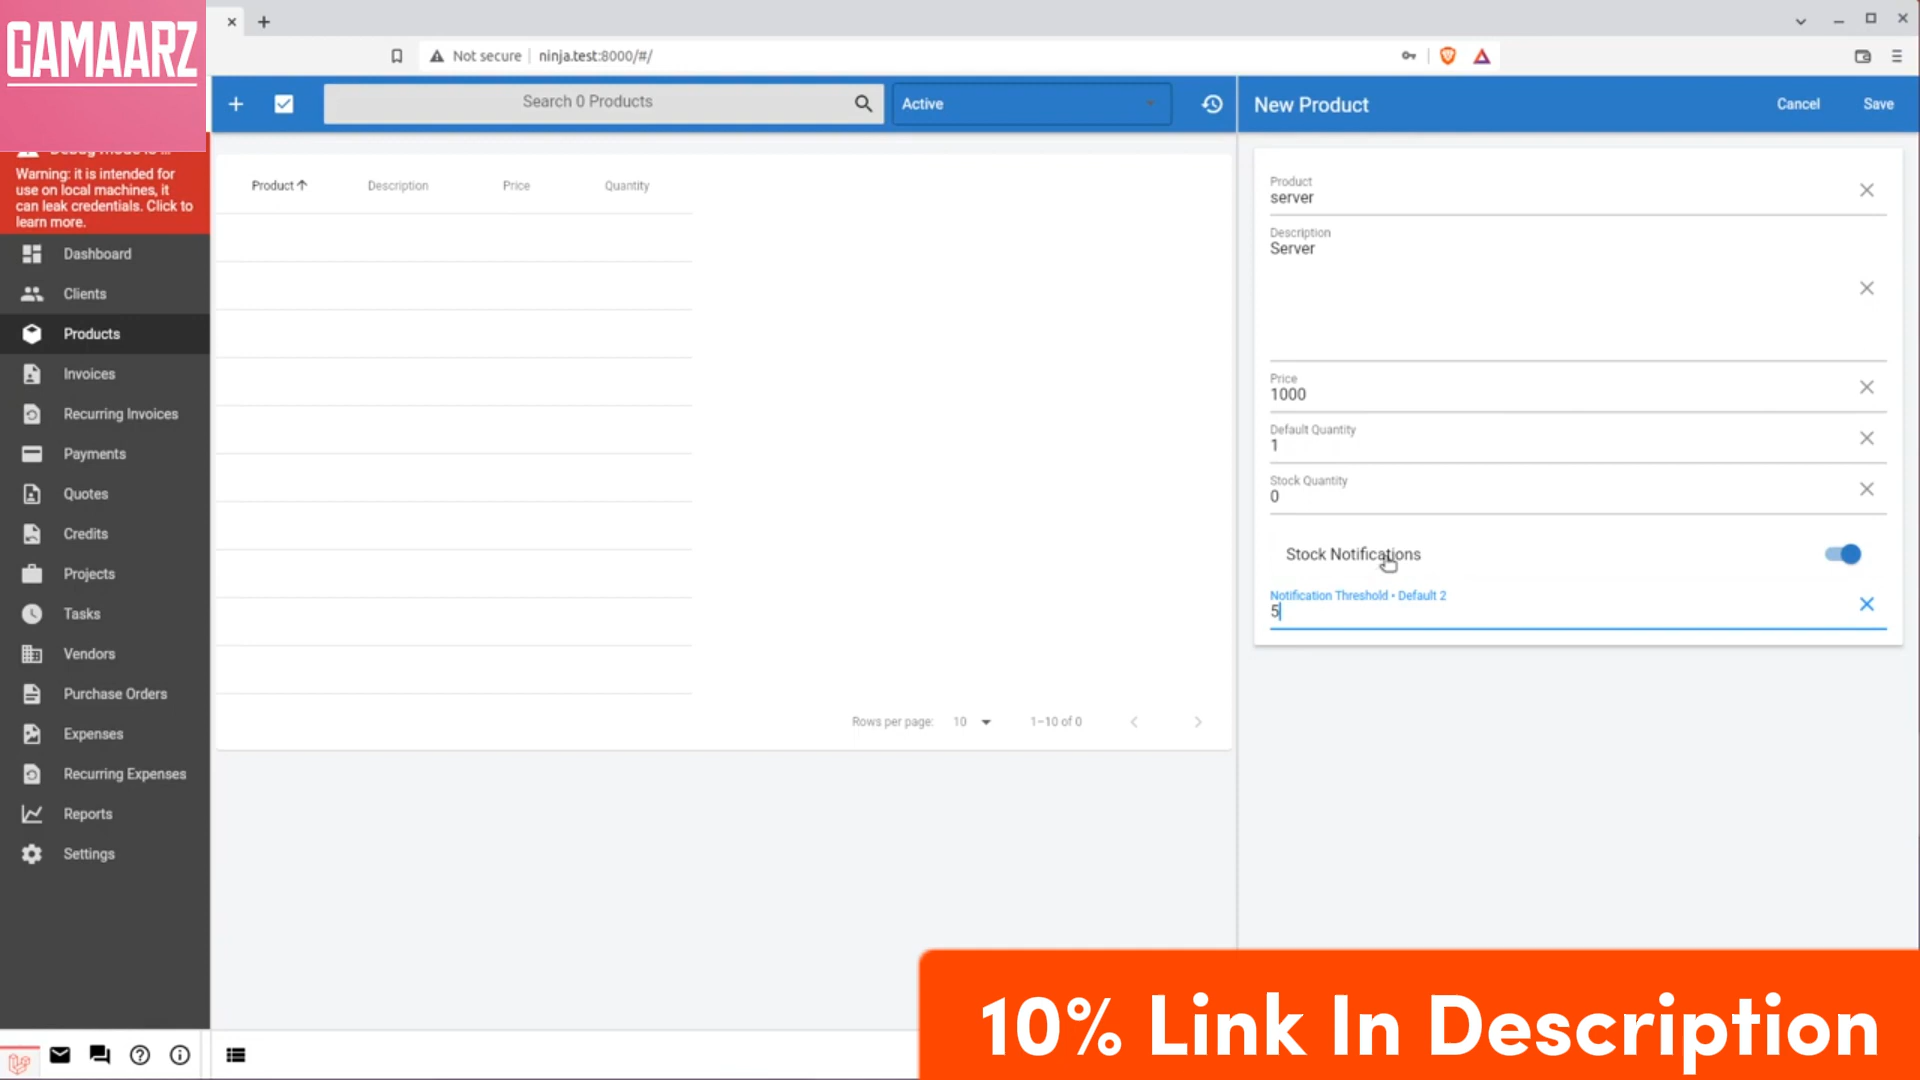 GAMAARZ
Not secure
ninja.test:8000/#/
Search 0 Products
Active
New Product
Cancel
Save
Warning: it is intended for
use on local machines, it
can leak credentials. Click to
learn more.
Dashboard
Clients
Products
Invoices
Recurring Invoices
Payments
Quotes
Credits
Projects
Tasks
Vendors
Purchase Orders
Expenses
Recurring Expenses
Reports
Settings
Product
Description
Price
Quantity
Rows per page:
10
1–10 of 0
Product
server
Description
Server
Price
1000
Default Quantity
1
Stock Quantity
0
Stock Notifications
Notification Threshold • Default 2
5
10% Link In Description